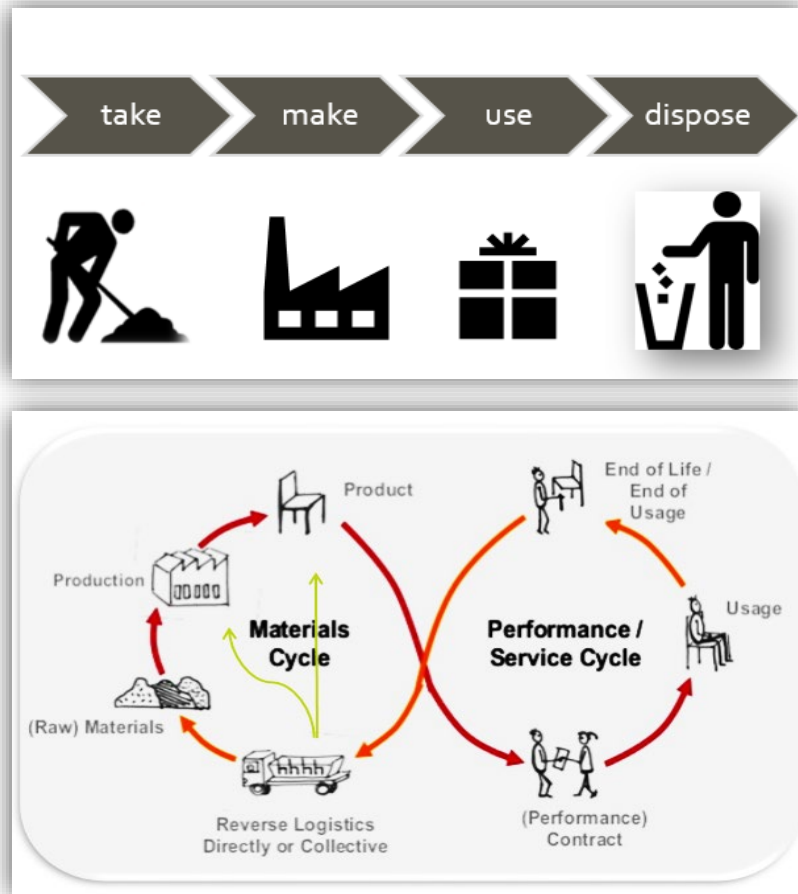 take
make
use
dispose
Product
End of Life /
End of
Usage
Production
Usage
Materials
Cycle
Performance /
Service Cycle
(Raw) Materials
Reverse Logistics
Directly or Collective
(Performance)
Contract